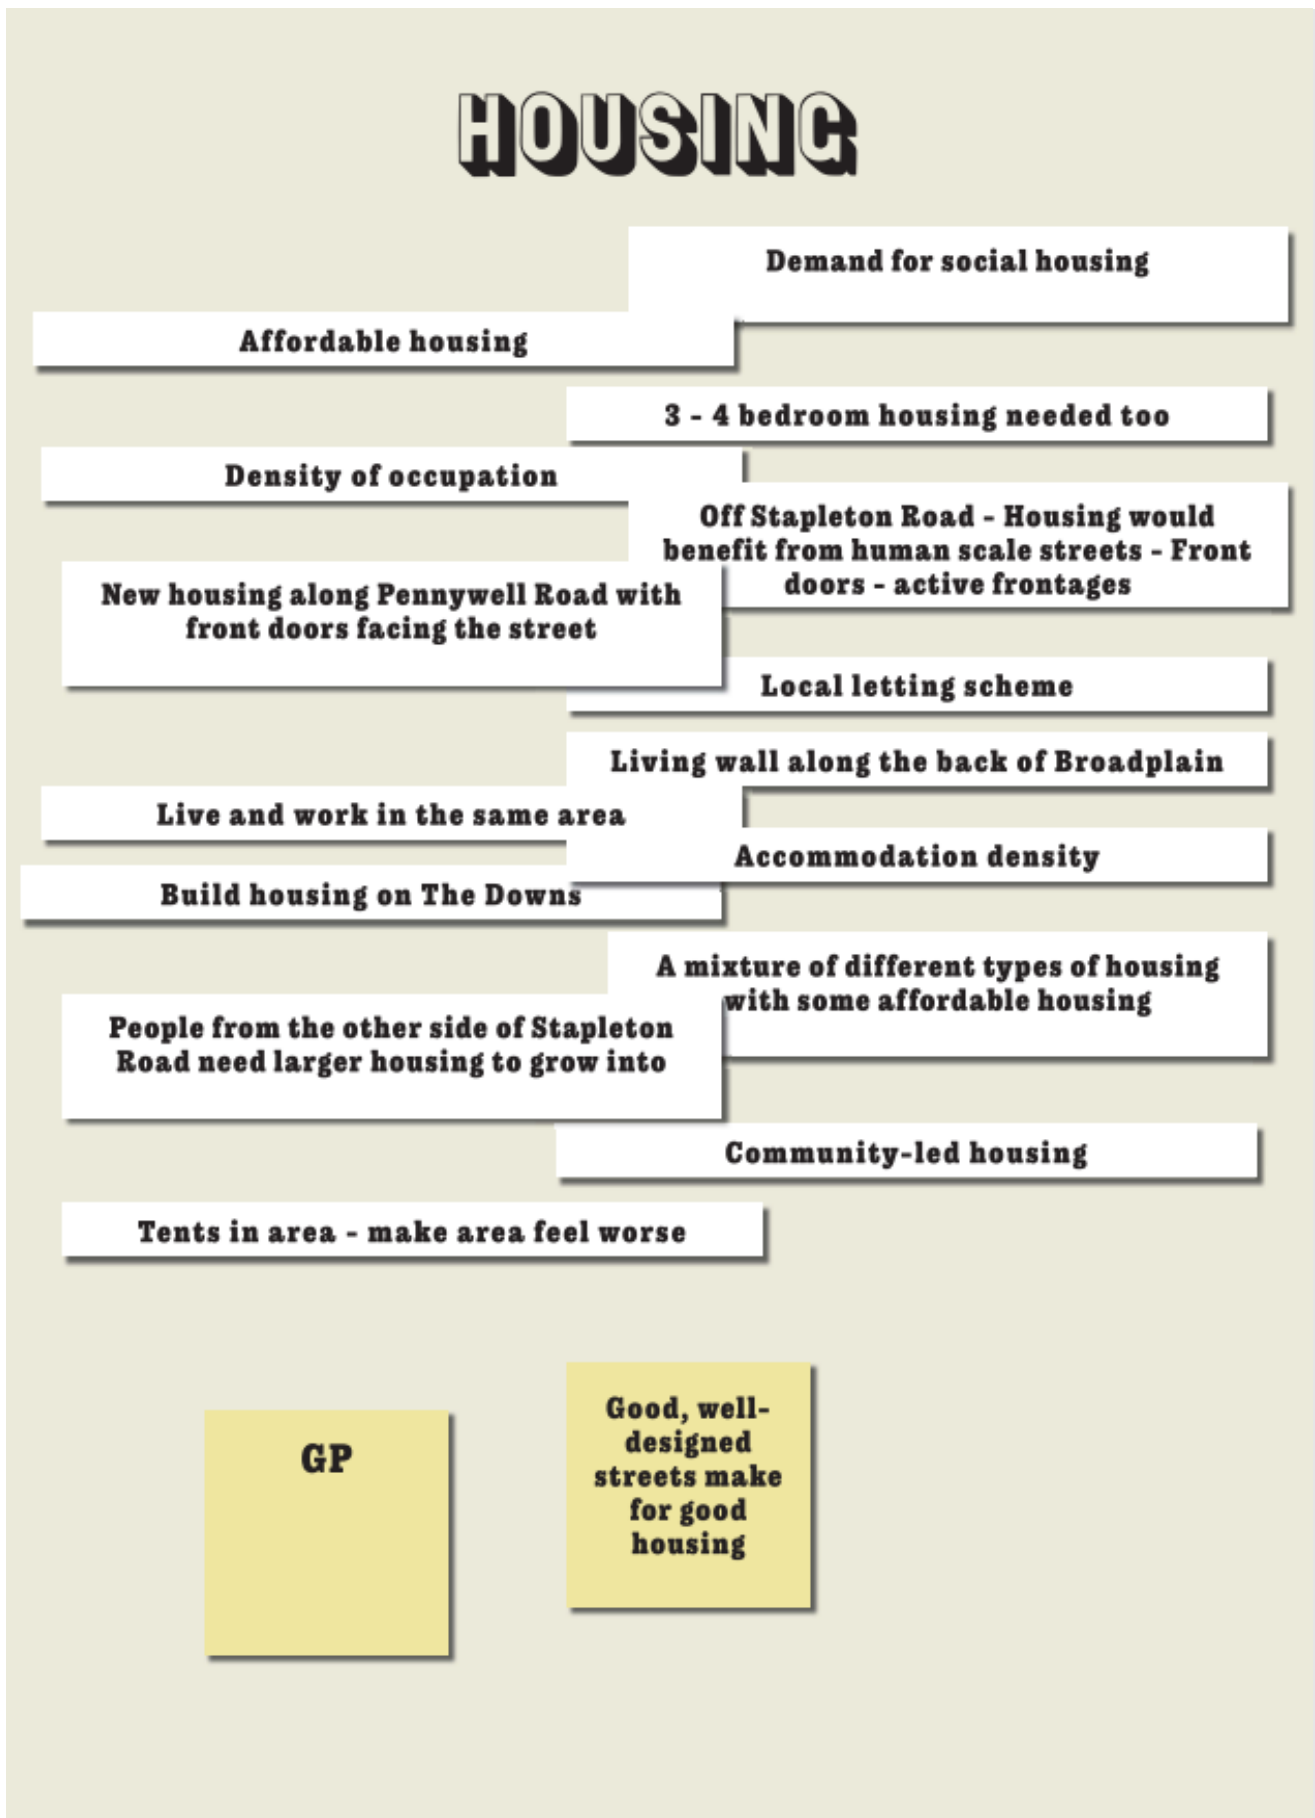 HOUSING
Demand for social housing
Affordable housing
3 - 4 bedroom housing needed too
Density of occupation
Off Stapleton Road - Housing would
benefit from human scale streets - Front
doors - active frontages
New housing along Pennywell Road with
front doors facing the street
Local letting scheme
Living wall along the back of Broadplain
Live and work in the same area
Accommodation density
Build housing on The Downs
A mixture of different types of housing
with some affordable housing
People from the other side of Stapleton
Road need larger housing to grow into
Community-led housing
Tents in area - make area feel worse
GP
Good, well-
designed
streets make
for good
housing